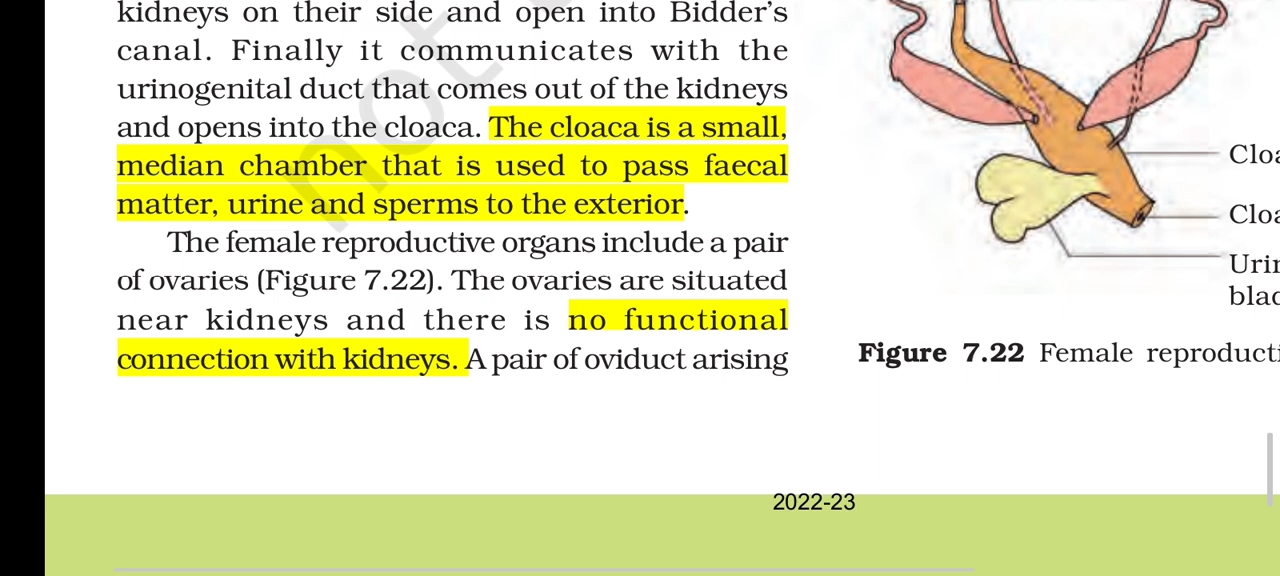 kidneys on their side and open into Bidder's
canal. Finally it communicates with the
urinogenital duct that comes out of the kidneys
and opens into the cloaca. The cloaca is a small,
median chamber that is used to pass faecal
matter, urine and sperms to the exterior.
The female reproductive organs include a pair
of ovaries (Figure 7.22). The ovaries are situated
near kidneys and there is no functional
connection with kidneys. A pair of oviduct arising
not
Figure 7.22 Female
2022-23